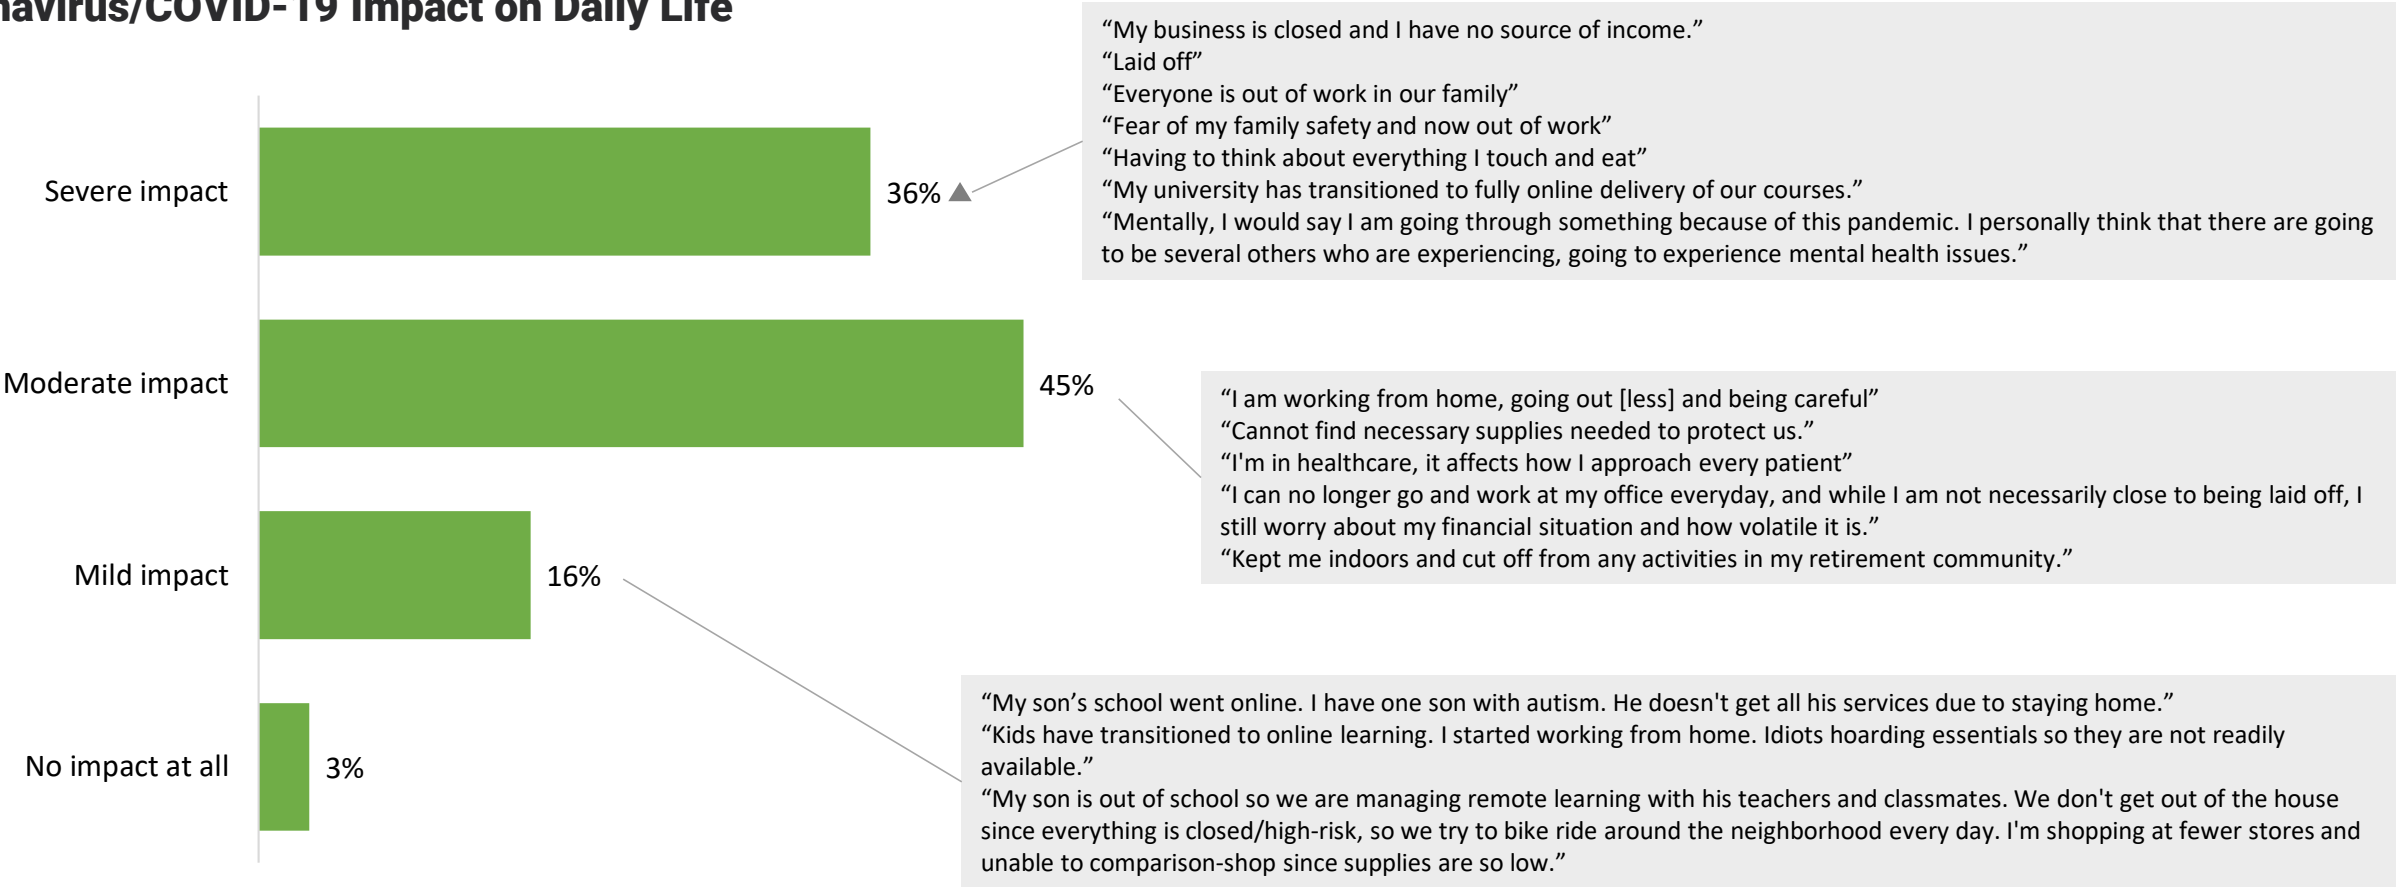 navirus/COVID-19 Impact on Daily Life
Severe impact
36%
“My business is closed and I have no source of income.”
“Laid off”
“Everyone is out of work in our family”
“Fear of my family safety and now out of work”
“Having to think about everything I touch and eat”
“My university has transitioned to fully online delivery of our courses.”
“Mentally, I would say I am going through something because of this pandemic. I personally think that there are going
to be several others who are experiencing, going to experience mental health issues.”
Moderate impact
45%
“I am working from home, going out [less] and being careful”
“Cannot find necessary supplies needed to protect us.”
“I'm in healthcare, it affects how I approach every patient”
“I can no longer go and work at my office everyday, and while I am not necessarily close to being laid off, I
still worry about my financial situation and how volatile it is.”
“Kept me indoors and cut off from any activities in my retirement community.”
Mild impact
16%
“My son’s school went online. I have one son with autism. He doesn't get all his services due to staying home.”
“Kids have transitioned to online learning. I started working from home. Idiots hoarding essentials so they are not readily
available.”
“My son is out of school so we are managing remote learning with his teachers and classmates. We don't get out of the house
since everything is closed/high-risk, so we try to bike ride around the neighborhood every day. I'm shopping at fewer stores and
unable to comparison-shop since supplies are so low.”
No impact at all
3%